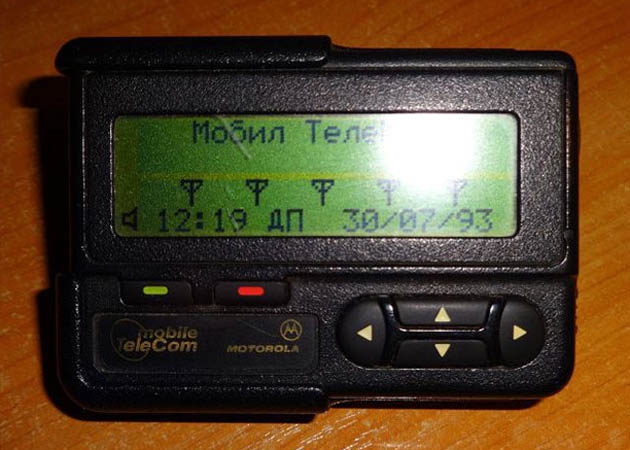 Мобил Теле
12:19 ДП 30/07/93
mobile
TeleCom
MOTOROLA